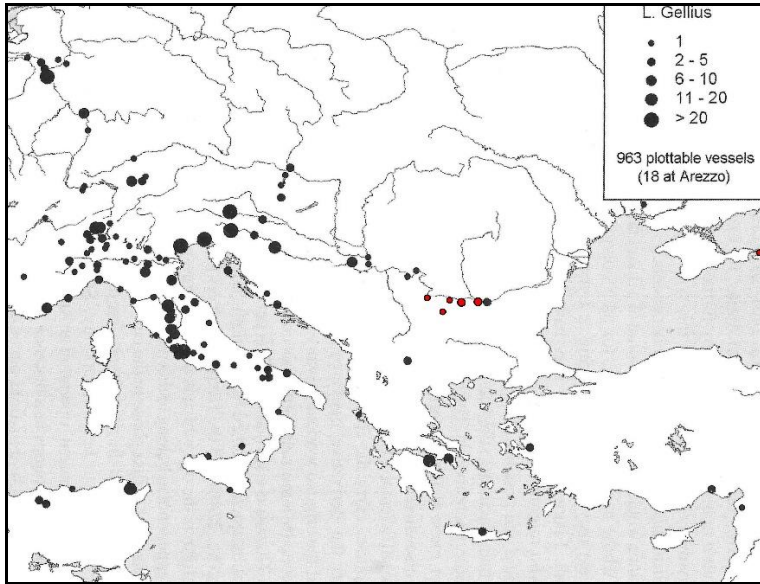 L. Gellius
1
2 - 5
6 - 10
11 - 20
> 20
963 plottable vessels
(18 at Arezzo)